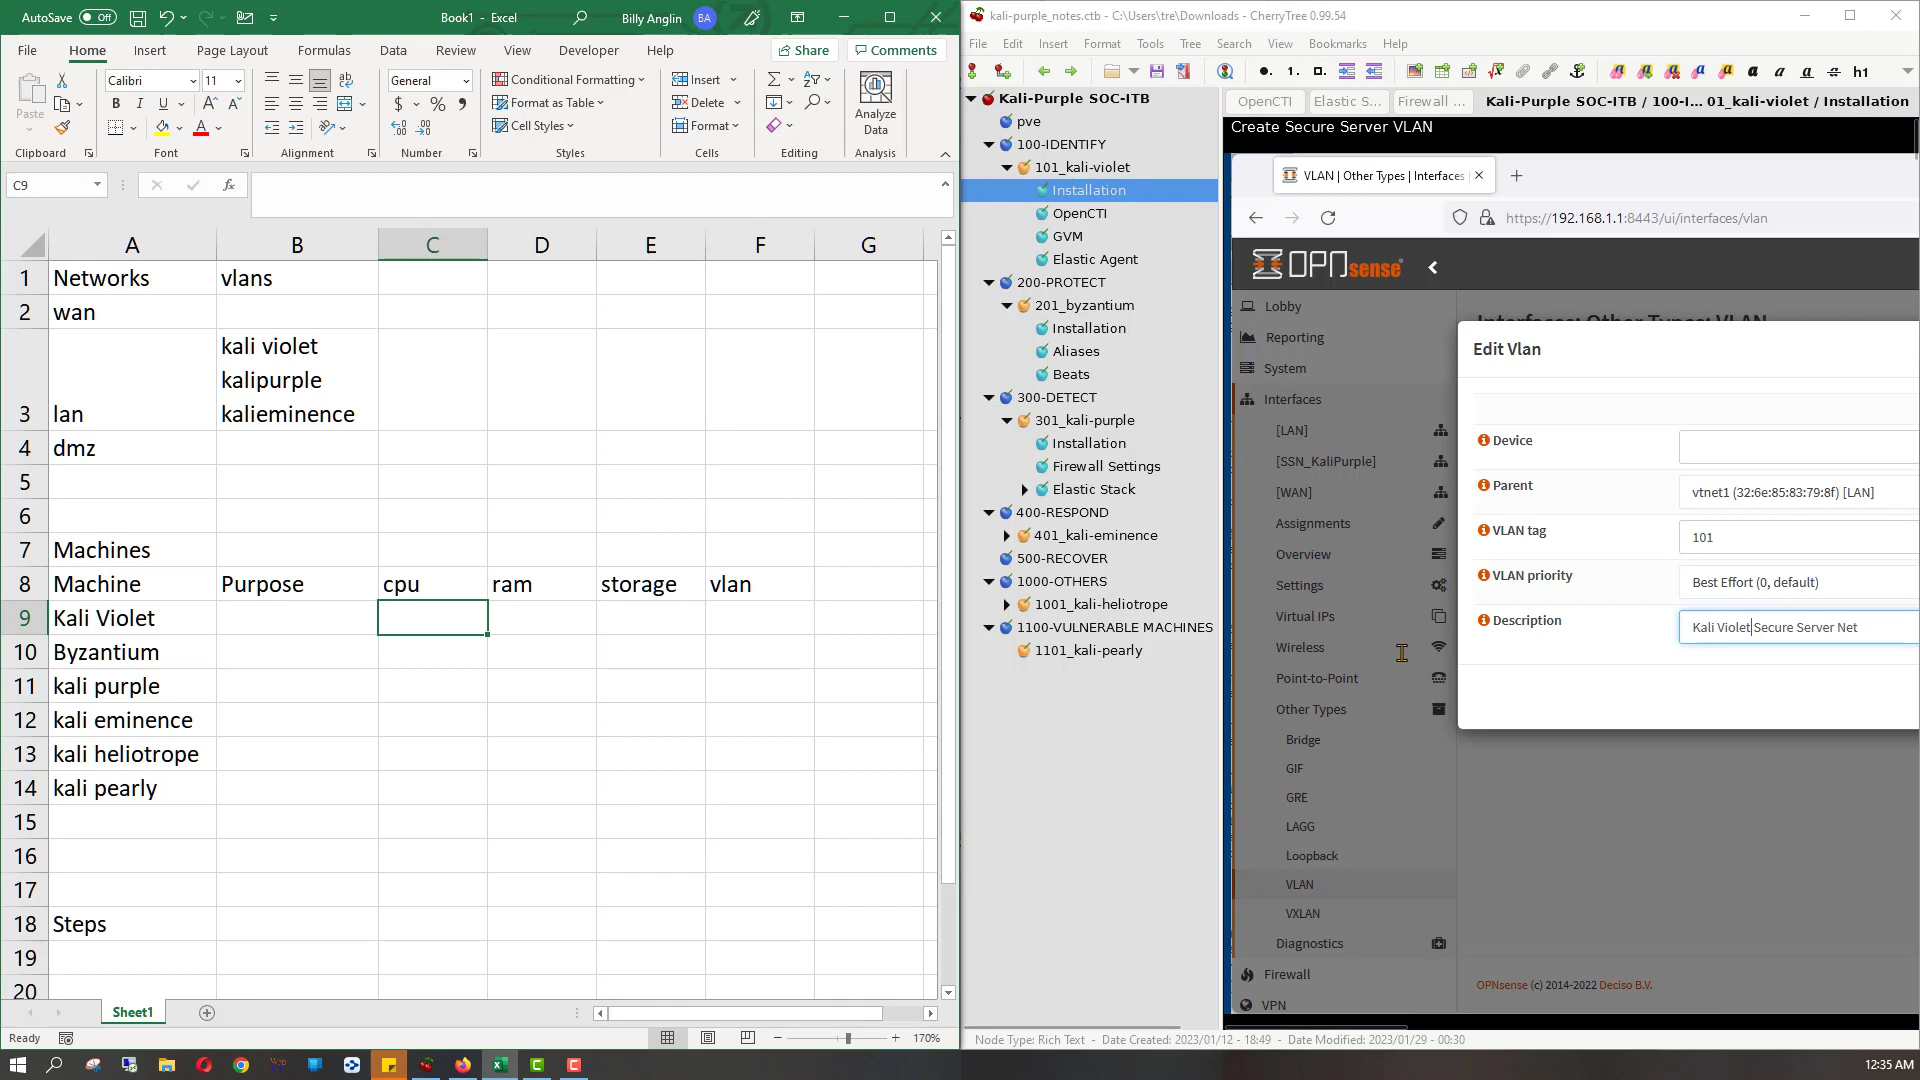 AutoSave Off
Book1 - Excel
Billy Anglin BA
File Home Insert Page Layout Formulas Data Review View Developer Help Share Comments
Paste
Clipboard
Calibri 11
B I U
Font
Alignment
General
$ % 9
Number
Conditional Formatting
Format as Table
Cell Styles
Styles
Insert
Delete
Format
Cells
Editing
Analyze Data
Analysis
C9
fx
A B C D E F G
1 Networks vlans
2 wan
kali violet
kalipurple
3 lan kalieminence
4 dmz
5
6
7 Machines
8 Machine Purpose cpu ram storage vlan
9 Kali Violet
10 Byzantium
11 kali purple
12 kali eminence
13 kali heliotrope
14 kali pearly
15
16
17
18 Steps
19
20
Sheet1
Ready
170%
kali-purple_notes.ctb - C:\Users\tre\Downloads - CherryTree 0.99.54
File Edit Insert Format Tools Tree Search View Bookmarks Help
1. a a a a a a a a h1
Kali-Purple SOC-ITB
pve
100-IDENTIFY
101_kali-violet
Installation
OpenCTI
GVM
Elastic Agent
200-PROTECT
201_byzantium
Installation
Aliases
Beats
300-DETECT
301_kali-purple
Installation
Firewall Settings
Elastic Stack
400-RESPOND
401_kali-eminence
500-RECOVER
1000-OTHERS
1001_kali-heliotrope
1100-VULNERABLE MACHINES
1101_kali-pearly
OpenCTI Elastic S... Firewall ... Kali-Purple SOC-ITB / 100-I... 01_kali-violet / Installation
Create Secure Server VLAN
VLAN | Other Types | Interfaces
https://192.168.1.1:8443/ui/interfaces/vlan
OPNsense
Lobby
Reporting
System
Interfaces
[LAN]
[SSN_KaliPurple]
[WAN]
Assignments
Overview
Settings
Virtual IPs
Wireless
Point-to-Point
Other Types
Bridge
GIF
GRE
LAGG
Loopback
VLAN
VXLAN
Diagnostics
Firewall
VPN
Interfaces: Other Types: VLAN
Edit Vlan
Device
Parent vtnet1 (32:6e:85:83:79:8f) [LAN]
VLAN tag 101
VLAN priority Best Effort (0, default)
Description Kali Violet Secure Server Net
OPNsense (c) 2014-2022 Deciso B.V.
Node Type: Rich Text - Date Created: 2023/01/12 - 18:49 - Date Modified: 2023/01/29 - 00:30
12:35 AM